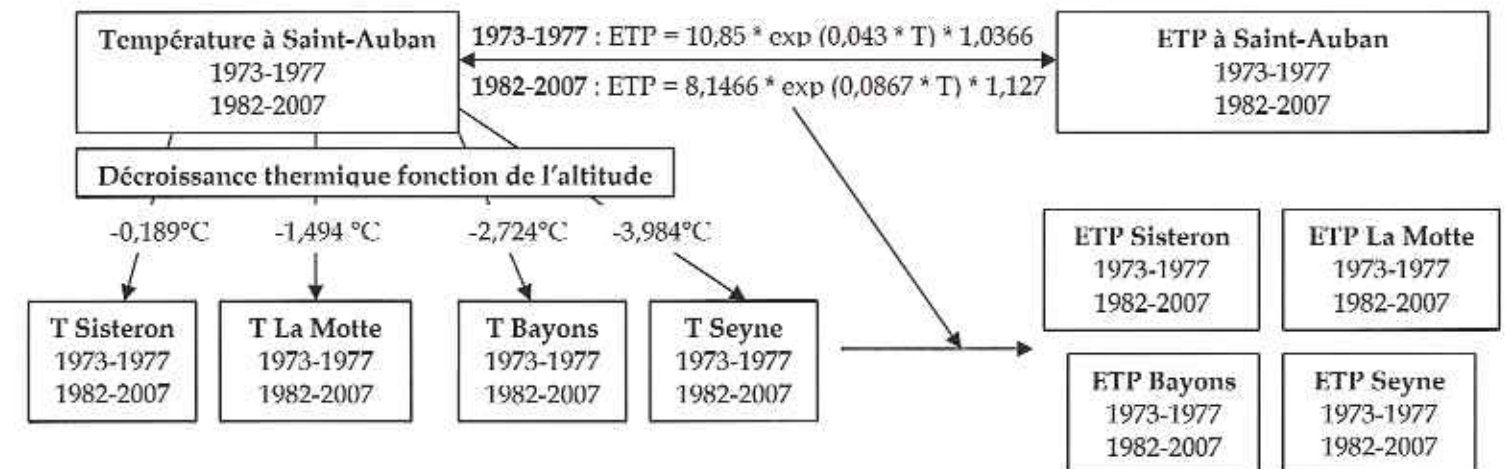 Température à Saint-Auban
1973-1977
1982-2007
1973-1977 : ETP = 10,85 * exp (0,043 * T) * 1,0366
1982-2007 : ETP = 8,1466 * exp (0,0867 * T) * 1,127
ETP à Saint-Auban
1973-1977
1982-2007
Décroissance thermique fonction de l'altitude
-0,189°C
-1,494 °C
-2,724°C
-3,984°C
T Sisteron
1973-1977
1982-2007
T La Motte
1973-1977
1982-2007
T Bayons
1973-1977
1982-2007
T Seyne
1973-1977
1982-2007
ETP Sisteron
1973-1977
1982-2007
ETP La Motte
1973-1977
1982-2007
ETP Bayons
1973-1977
1982-2007
ETP Seyne
1973-1977
1982-2007